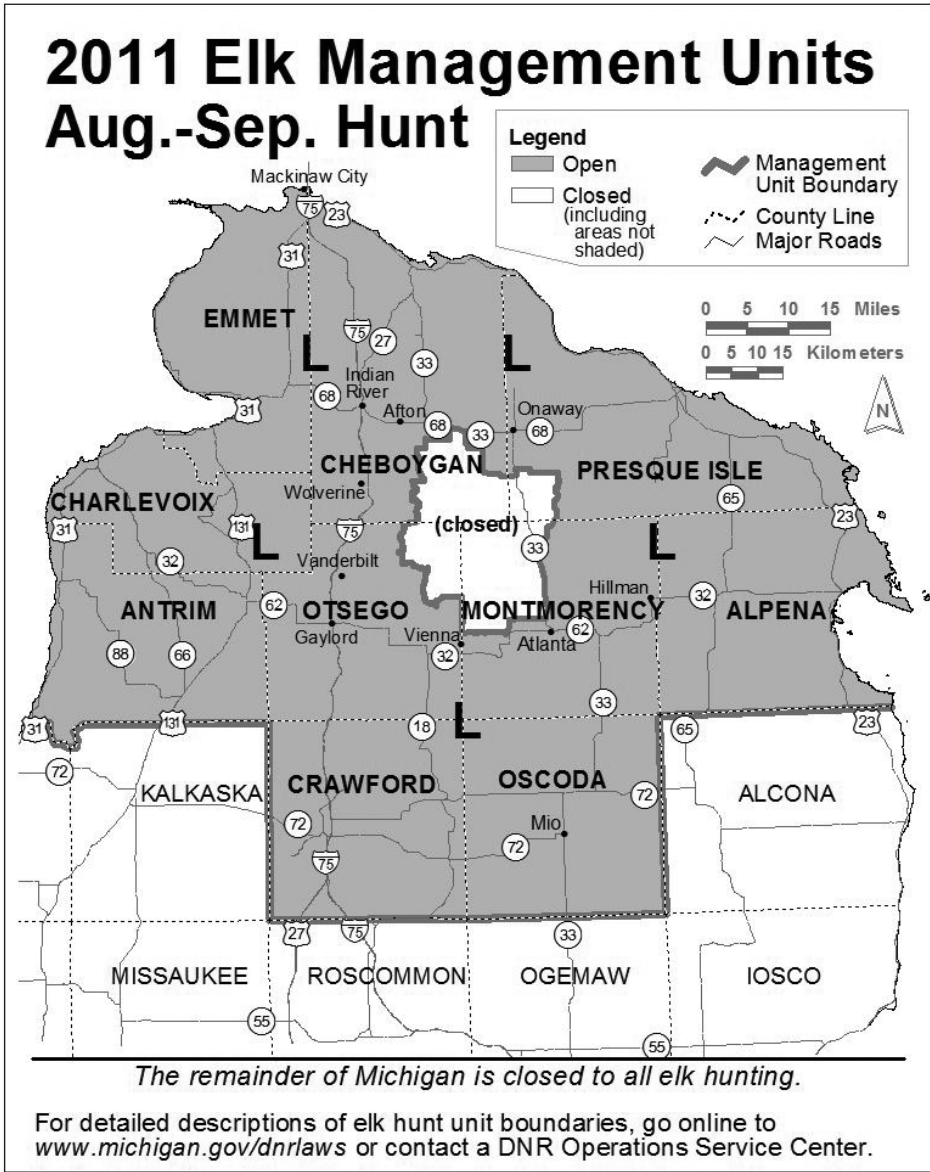 2011 Elk Management Units
Aug.-Sep. Hunt
Legend
Open
Closed
(including
areas not
shaded)
Management
Unit Boundary
County Line
Major Roads
Mackinaw City
75
23
31
0 5 10 15 Miles
0 5 10 15 Kilometers
N
EMMET
75
27
L
L
33
Indian
River
68
31
Afton
68
33
Onaway
68
CHEBOYGAN
PRESQUE ISLE
Wolverine
65
CHARLEVOIX
31
131
75
(closed)
23
L
33
L
32
Vanderbilt
Hillman
32
ANTRIM
62
OTSEGO
MONTMORENCY
ALPENA
Gaylord
Vienna
Atlanta
62
88
66
32
33
31
131
18
L
65
23
72
KALKASKA
CRAWFORD
OSCODA
72
ALCONA
72
Mio
72
75
27
75
33
MISSAUKEE
ROSCOMMON
OGEMAW
IOSCO
55
55
The remainder of Michigan is closed to all elk hunting.
For detailed descriptions of elk hunt unit boundaries, go online to
www.michigan.gov/dnrlaws or contact a DNR Operations Service Center.